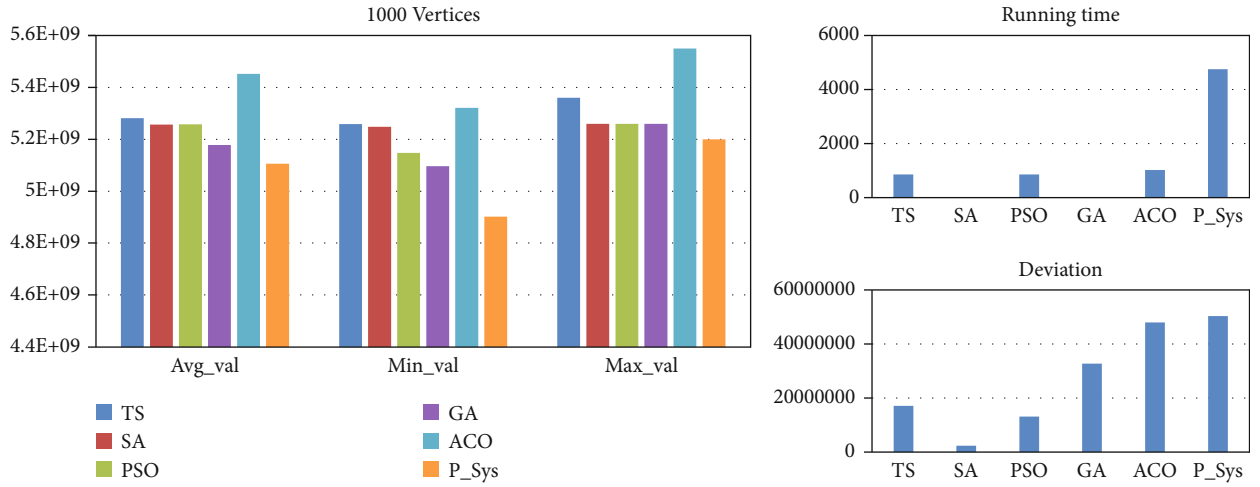 1000 Vertices
5.6E+09
5.4E+09
5.2E+09
5E+09
4.8E+09
4.6E+09
4.4E+09
Avg_val Min_val Max_val
TS
SA
PSO
GA
ACO
P_Sys
Running time
6000
4000
2000
0
TS SA PSO GA ACO P_Sys
Deviation
60000000
40000000
20000000
0
TS SA PSO GA ACO P_Sys